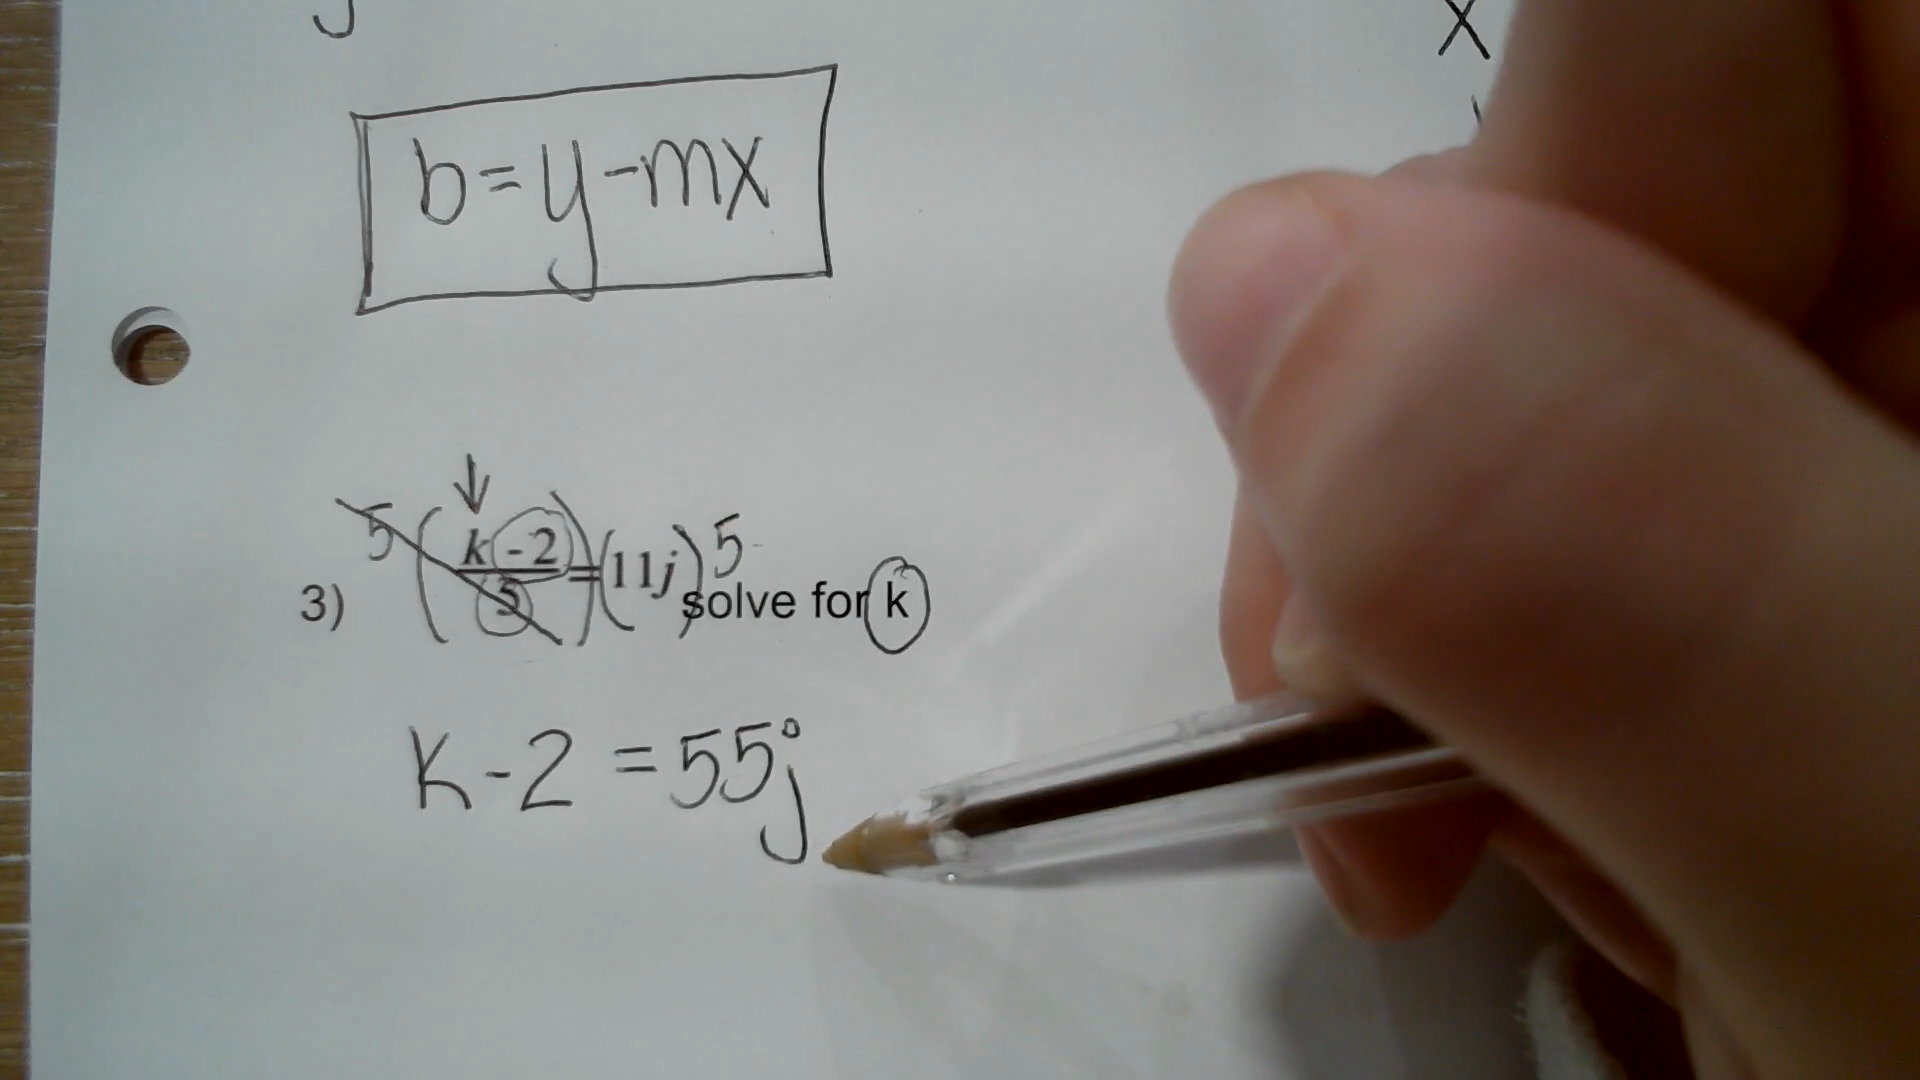 X
b=y-mx
5 (k-2/5)=(11j)5
3) solve for k
K-2=55j